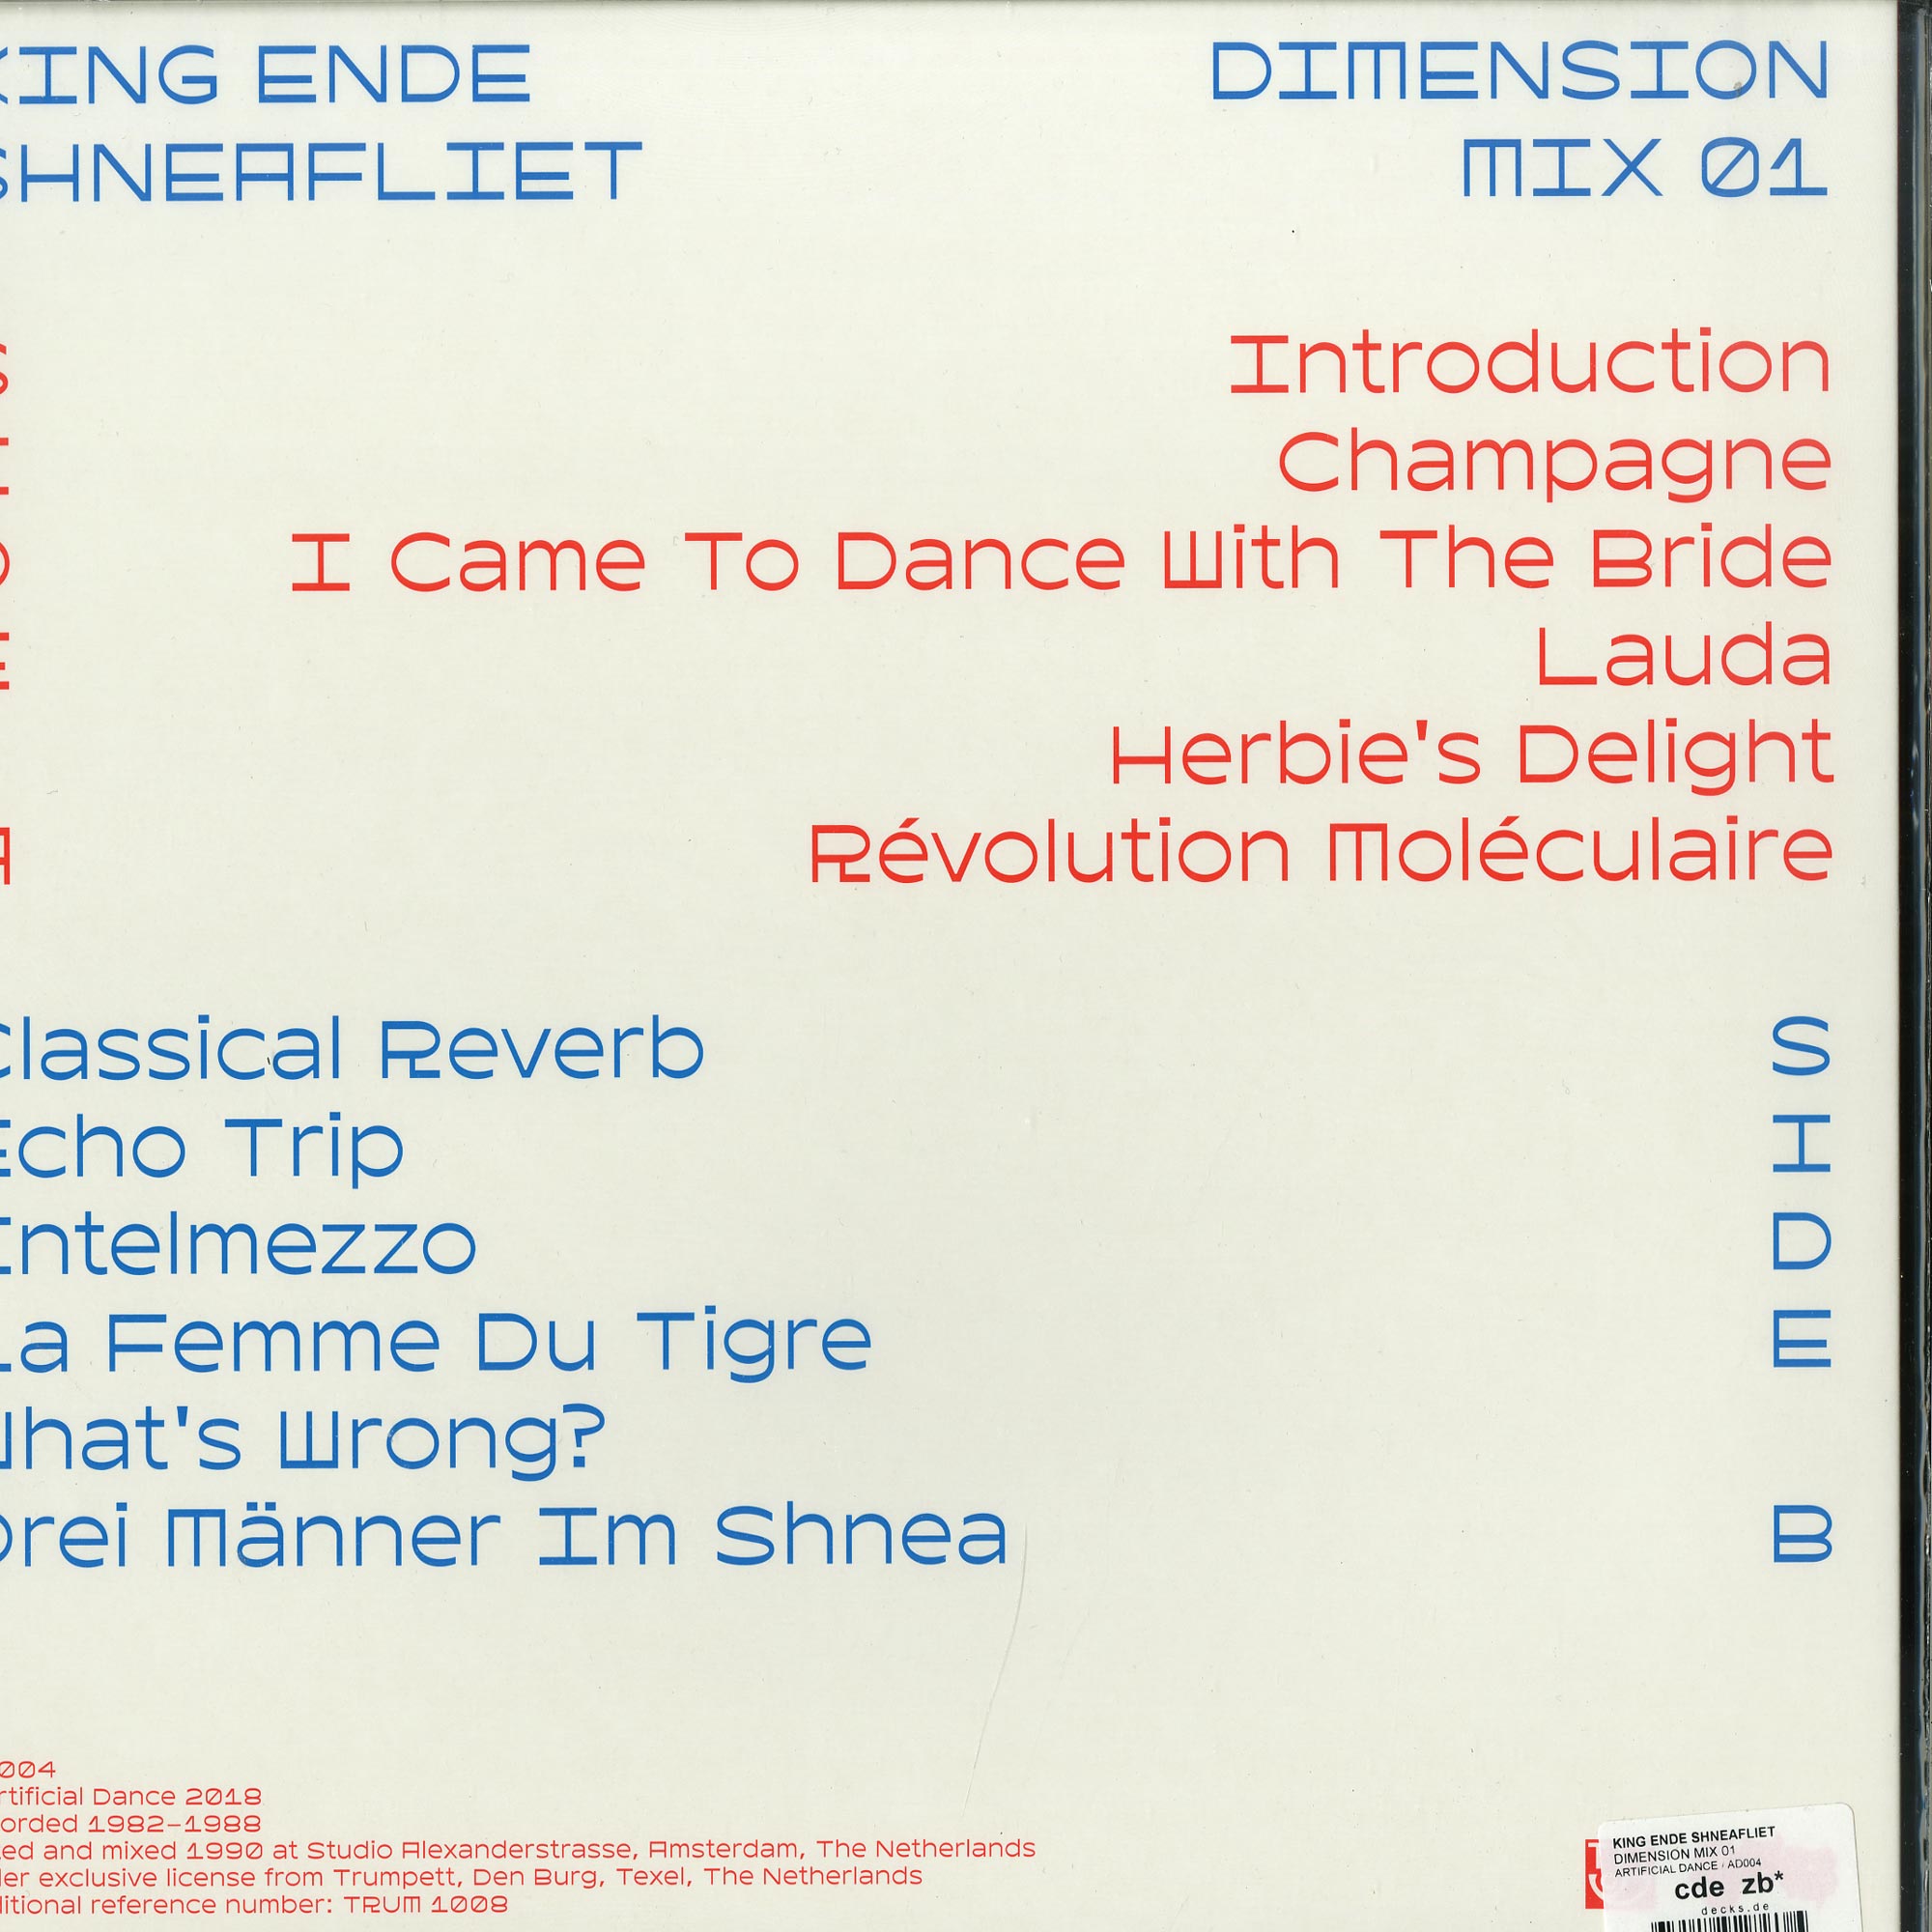 KING ENDE
SHNEAFLIET
DIMENSION
MIX 01
S
I
D
E
A
Introduction
Champagne
I Came To Dance With The Bride
Lauda
Herbie's Delight
Révolution Moléculaire
Classical Reverb
Echo Trip
Intelmezzo
La Femme Du Tigre
What's Wrong?
Drei Männer Im Shnea
S
I
D
E
B
004
Artificial Dance 2018
orded 1982–1988
ed and mixed 1990 at Studio Alexanderstrasse, Amsterdam, The Netherlands
der exclusive license from Trumpett, Den Burg, Texel, The Netherlands
ditional reference number: TRUM 1008
KING ENDE SHNEAFLIET
DIMENSION MIX 01
ARTIFICIAL DANCE / AD004
cde zb*
decks.de